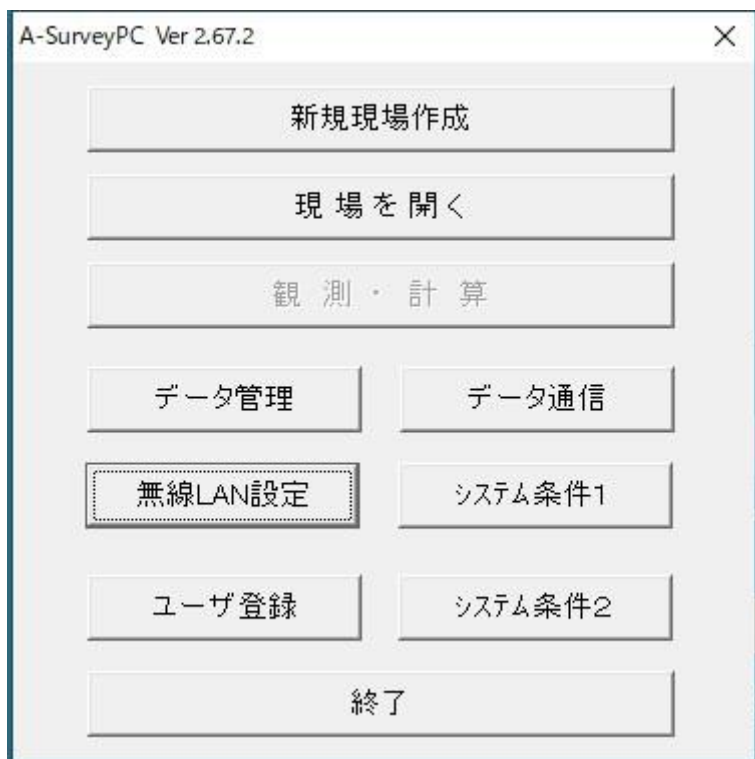 A-SurveyPC Ver 2.67.2
新規現場作成
現場を開く
観測・計算
データ管理
データ通信
無線LAN設定
システム条件1
ユーザ登録
システム条件2
終了